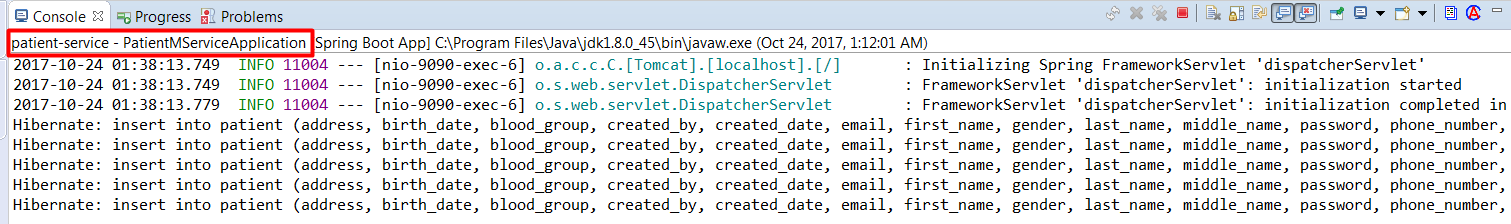 Console Progress Problems
patient-service - PatientMServiceApplication [Spring Boot App] C:\Program Files\Java\jdk1.8.0_45\bin\javaw.exe (Oct 24, 2017, 1:12:01 AM)
2017-10-24 01:38:13.749 INFO 11004 --- [nio-9090-exec-6] o.a.c.c.C.[Tomcat].[localhost].[/] : Initializing Spring FrameworkServlet 'dispatcherServlet'
2017-10-24 01:38:13.749 INFO 11004 --- [nio-9090-exec-6] o.s.web.servlet.DispatcherServlet : FrameworkServlet 'dispatcherServlet': initialization started
2017-10-24 01:38:13.779 INFO 11004 --- [nio-9090-exec-6] o.s.web.servlet.DispatcherServlet : FrameworkServlet 'dispatcherServlet': initialization completed in
Hibernate: insert into patient (address, birth_date, blood_group, created_by, created_date, email, first_name, gender, last_name, middle_name, password, phone_number,
Hibernate: insert into patient (address, birth_date, blood_group, created_by, created_date, email, first_name, gender, last_name, middle_name, password, phone_number,
Hibernate: insert into patient (address, birth_date, blood_group, created_by, created_date, email, first_name, gender, last_name, middle_name, password, phone_number,
Hibernate: insert into patient (address, birth_date, blood_group, created_by, created_date, email, first_name, gender, last_name, middle_name, password, phone_number,
Hibernate: insert into patient (address, birth_date, blood_group, created_by, created_date, email, first_name, gender, last_name, middle_name, password, phone_number,